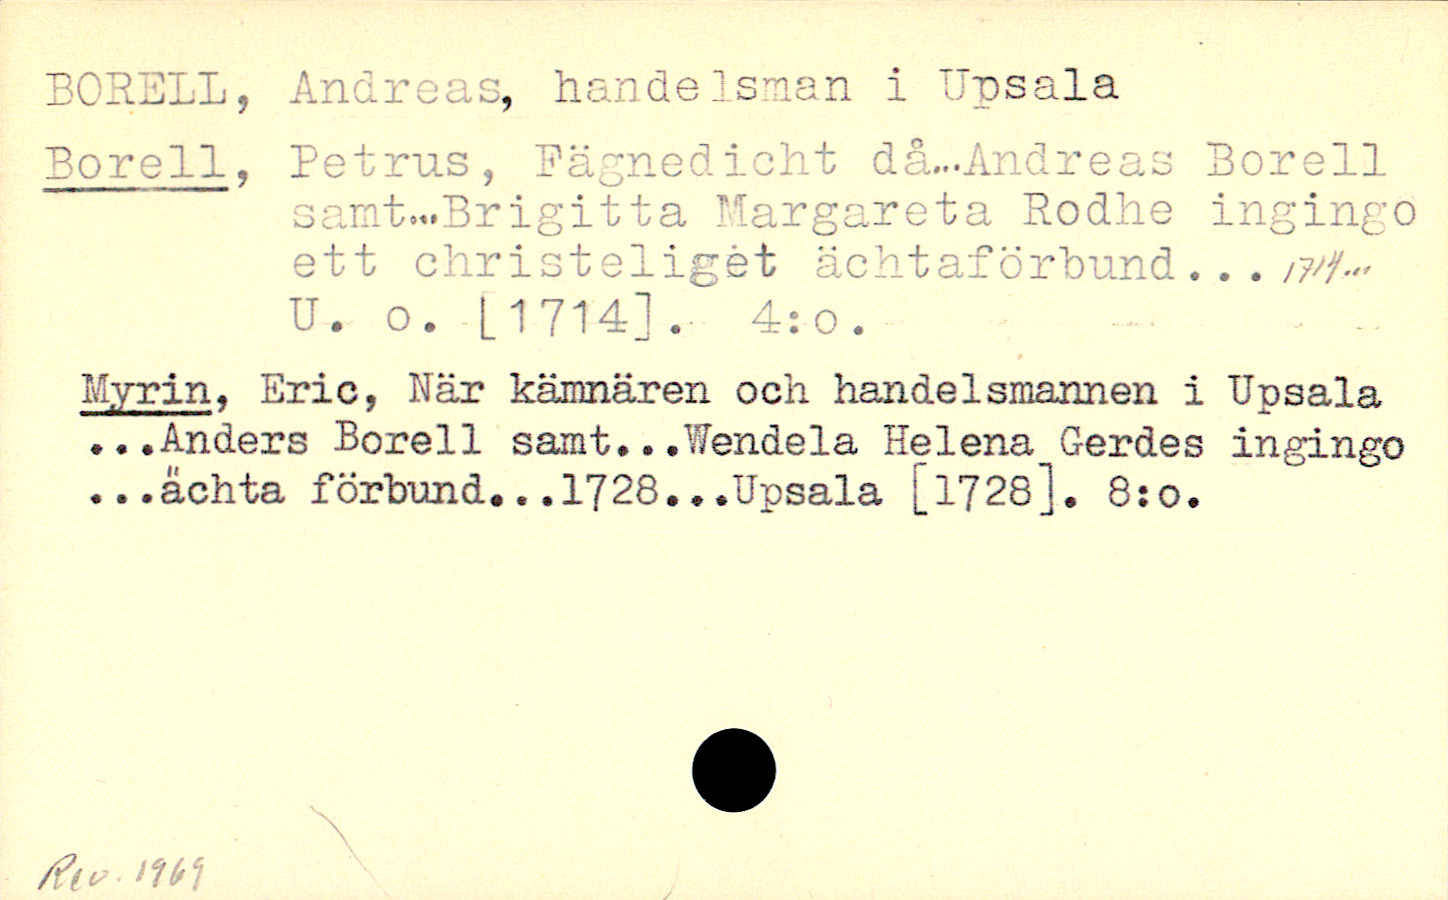 BORELL, Andreas, handelsman i Upsala
Borell, Petrus, Fägnedicht då...Andreas Borell
samt...Brigitta Margareta Rodhe ingingo
ett christeliget ächtaförbund... 1714...
U. o. [1714]. 4:o.
Myrin, Eric, När kämnären och handelsmannen i Upsala
...Anders Borell samt...Wendela Helena Gerdes ingingo
...ächta förbund...1728...Upsala [1728]. 8:o.
Rev. 1969